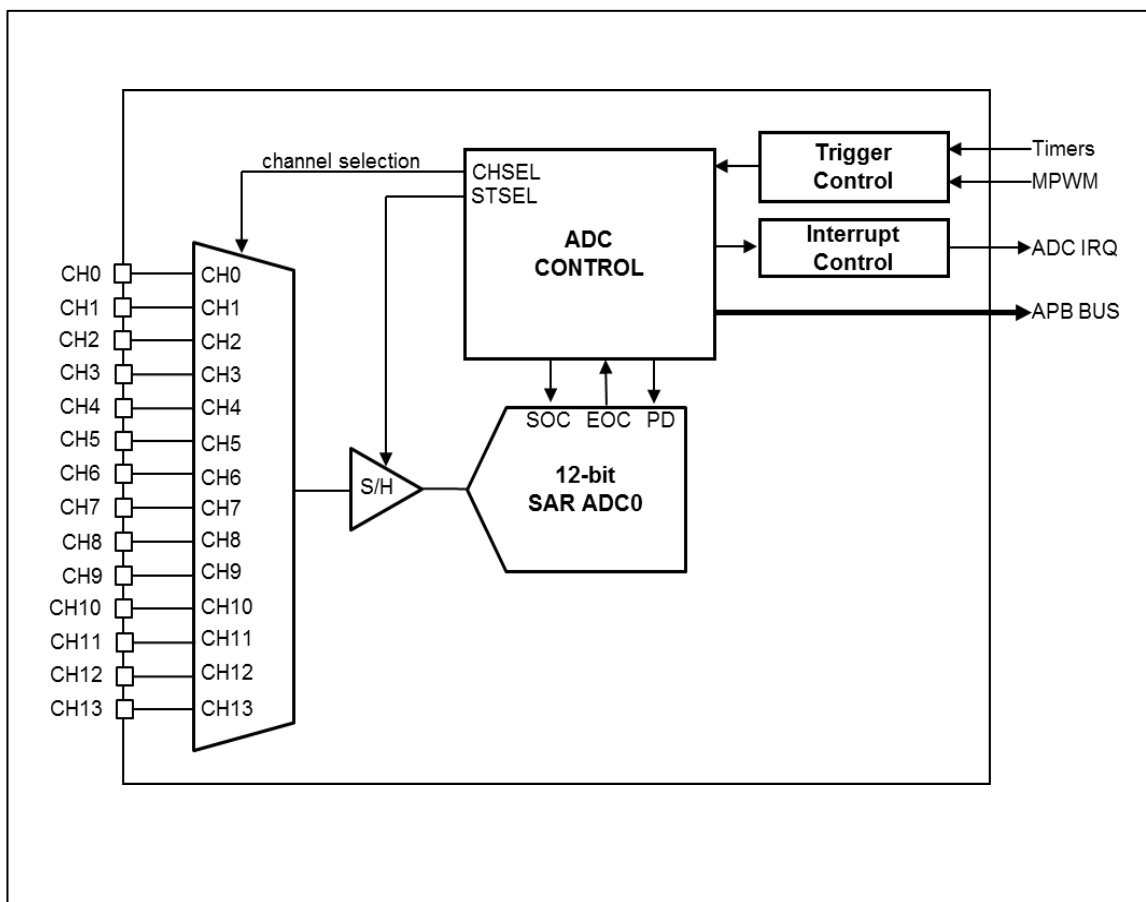 channel selection
CHSEL
STSEL
ADC
CONTROL
Trigger
Control
Timers
MPWM
Interrupt
Control
ADC IRQ
APB BUS
CH0
CH1
CH2
CH3
CH4
CH5
CH6
CH7
CH8
CH9
CH10
CH11
CH12
CH13
CH0
CH1
CH2
CH3
CH4
CH5
CH6
CH7
CH8
CH9
CH10
CH11
CH12
CH13
S/H
SOC EOC PD
12-bit
SAR ADC0